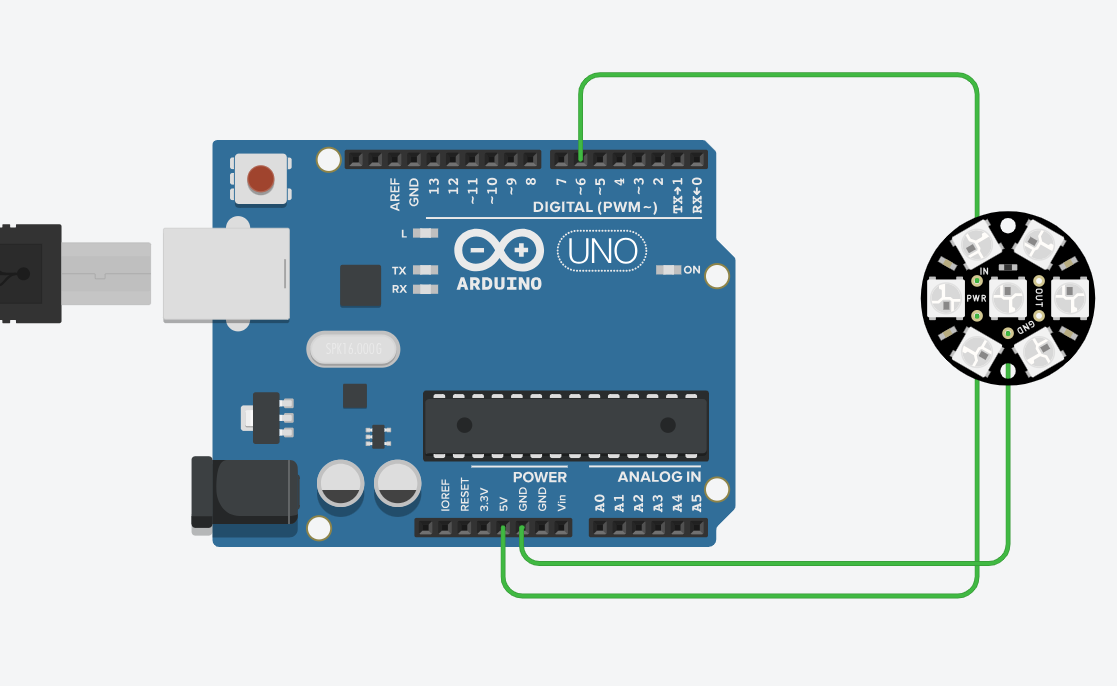 AREF
GND
13
12
~11
~10
~9
8
7
~6
~5
4
~3
2
TX→1
RX←0
DIGITAL (PWM ~)
L
TX
RX
UNO
ARDUINO
ON
SPK16.000G
IN
PWR
OUT
GND
POWER
ANALOG IN
IOREF
RESET
3.3V
5V
GND
GND
Vin
A0
A1
A2
A3
A4
A5